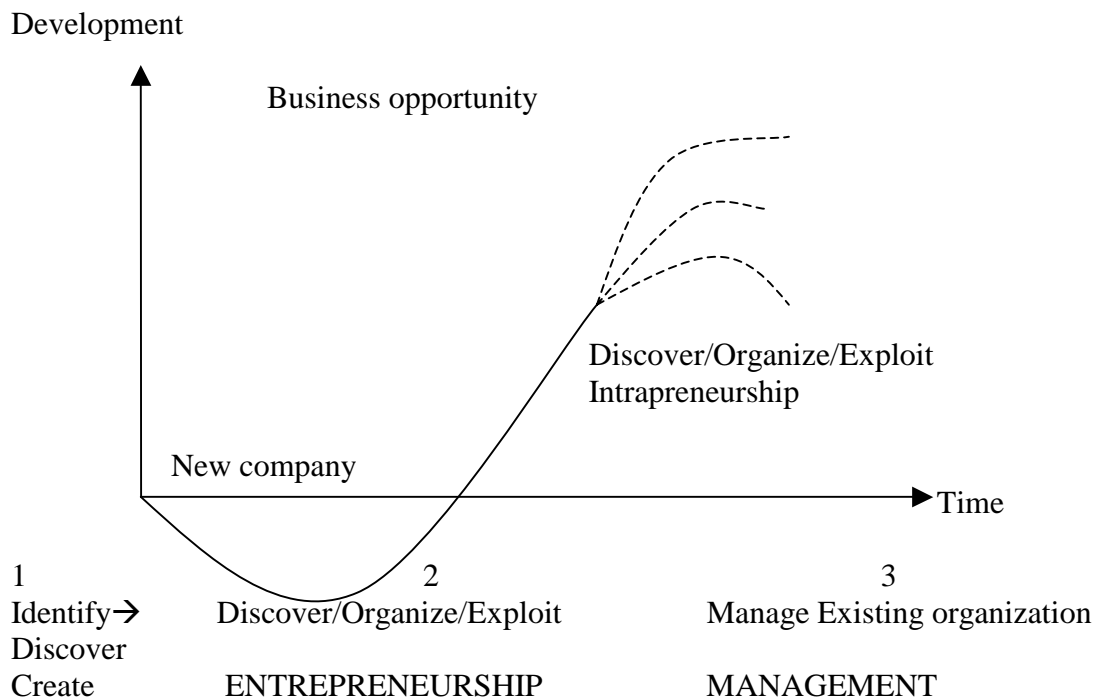 Development
Business opportunity
Discover/Organize/Exploit
Intrapreneurship
New company
Time
1 2 3
Identify→ Discover/Organize/Exploit Manage Existing organization
Discover
Create ENTREPRENEURSHIP MANAGEMENT